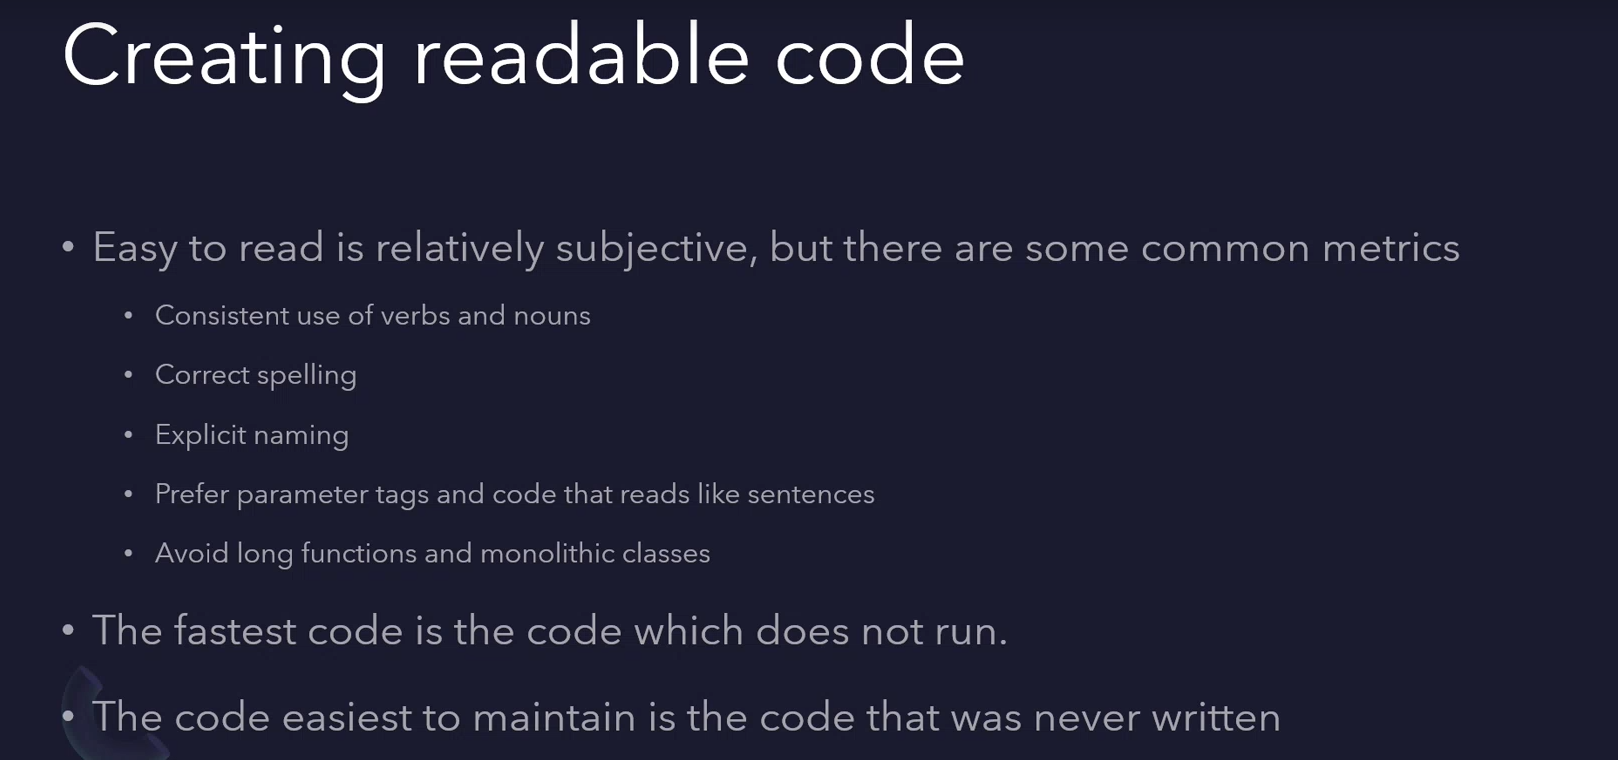 Creating readable code
• Easy to read is relatively subjective, but there are some common metrics
• Consistent use of verbs and nouns
• Correct spelling
• Explicit naming
• Prefer parameter tags and code that reads like sentences
• Avoid long functions and monolithic classes
• The fastest code is the code which does not run.
• The code easiest to maintain is the code that was never written